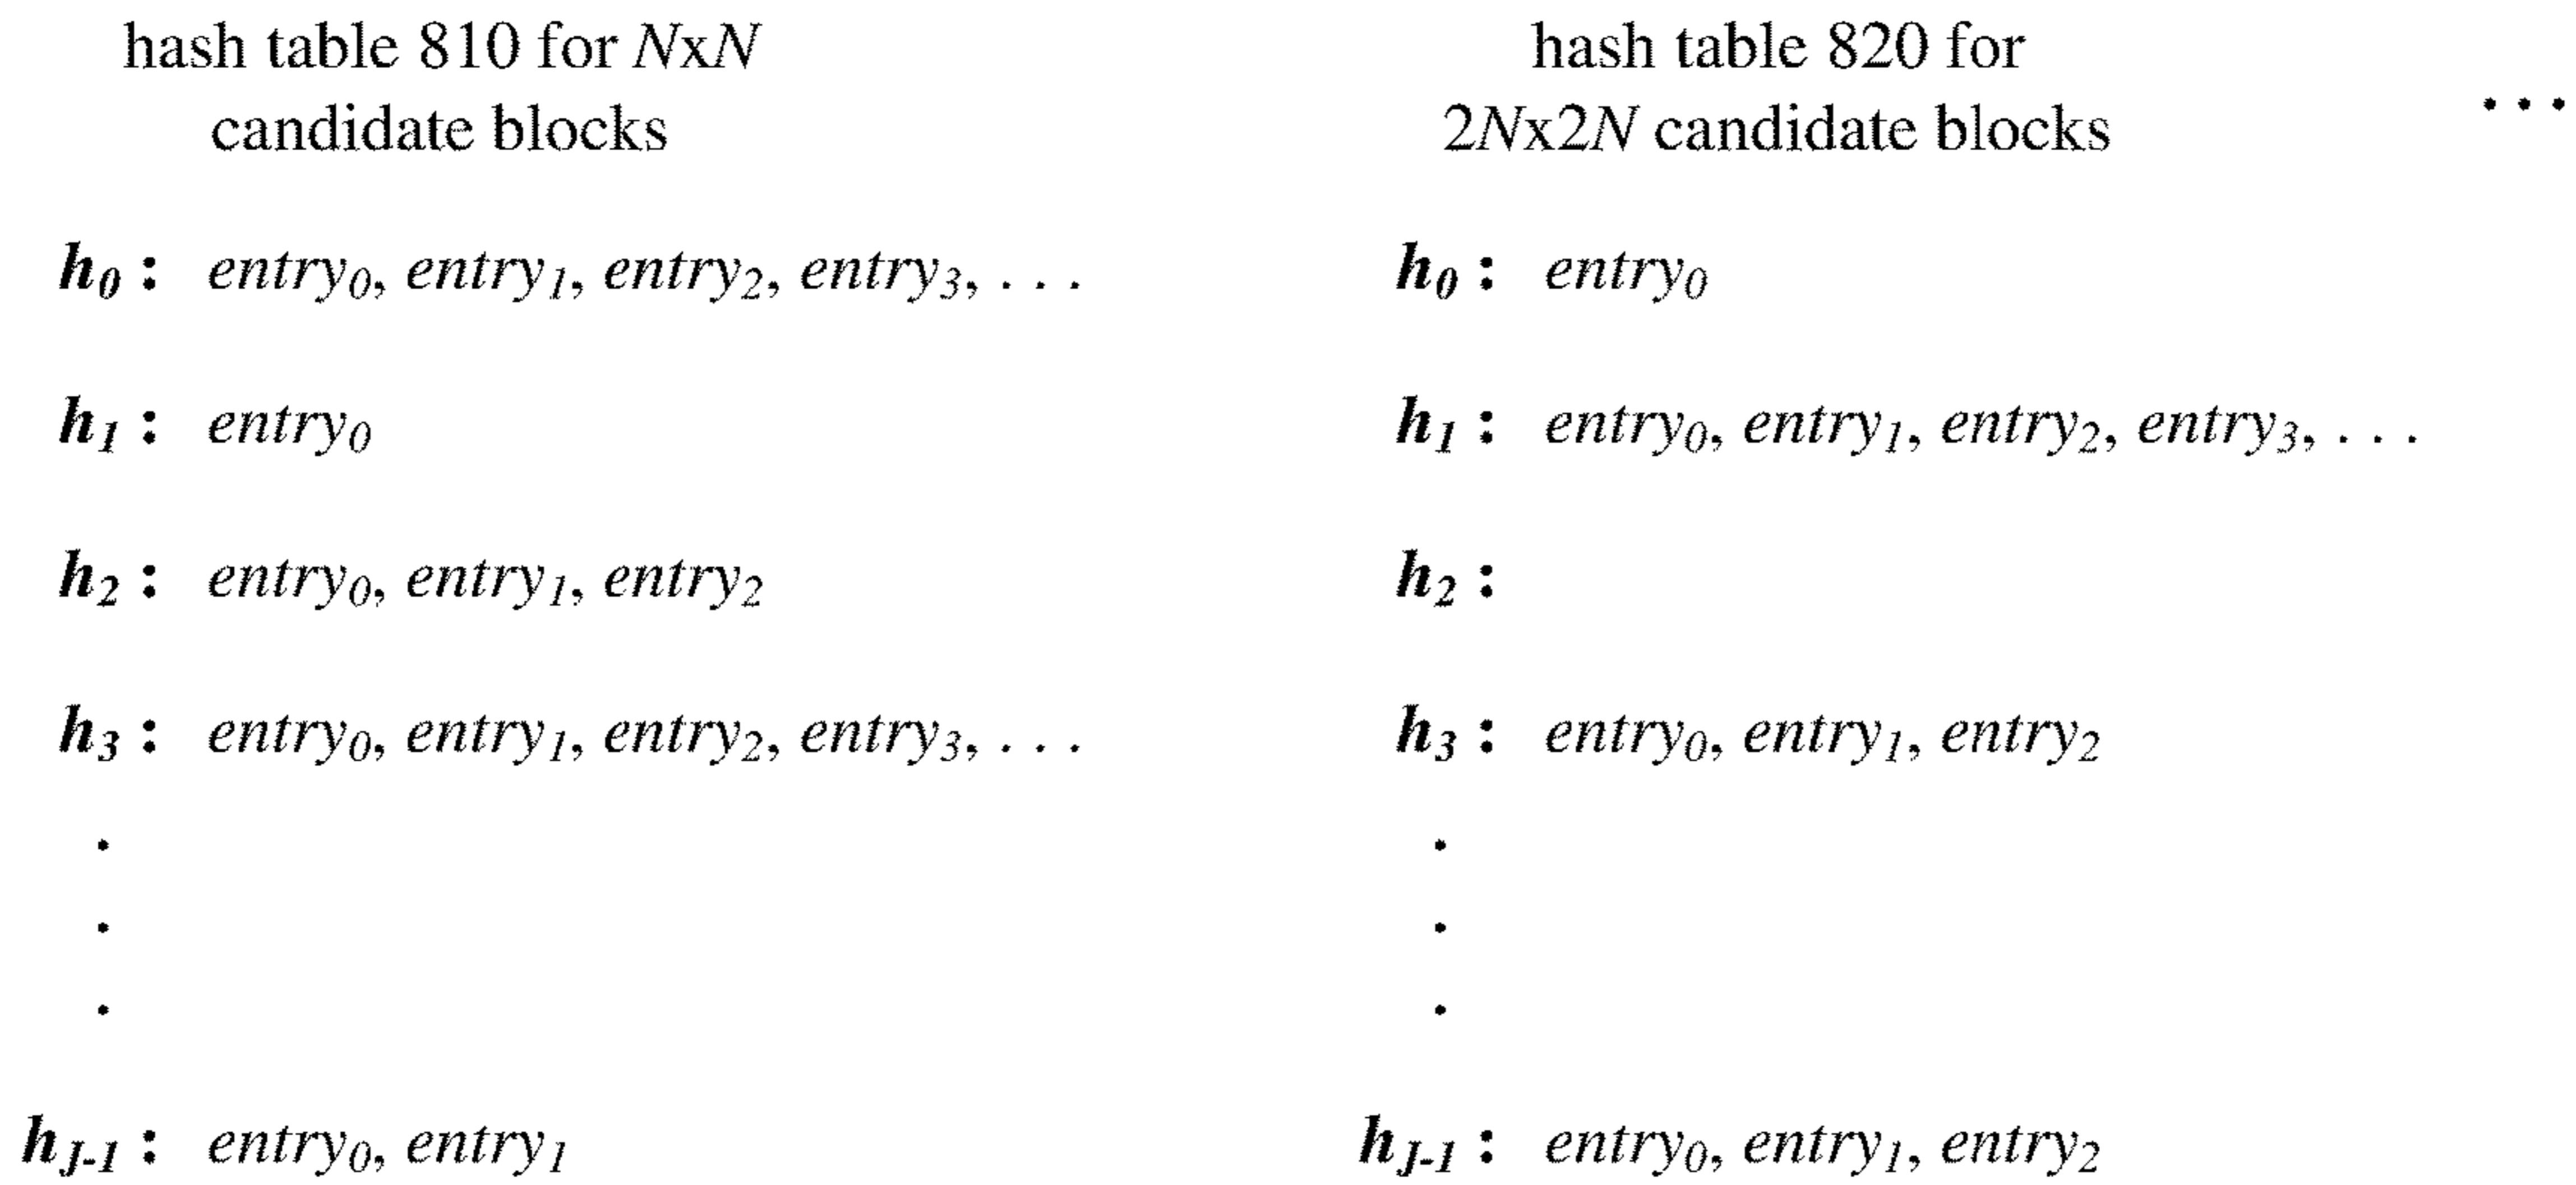 hash table 810 for NxN
candidate blocks
h0 : entry0, entry1, entry2, entry3, . . .
h1 : entry0
h2 : entry0, entry1, entry2
h3 : entry0, entry1, entry2, entry3, . . .
.
.
.
hJ-1 : entry0, entry1
hash table 820 for
2Nx2N candidate blocks
. . .
h0 : entry0
h1 : entry0, entry1, entry2, entry3, . . .
h2 :
h3 : entry0, entry1, entry2
.
.
.
hJ-1 : entry0, entry1, entry2